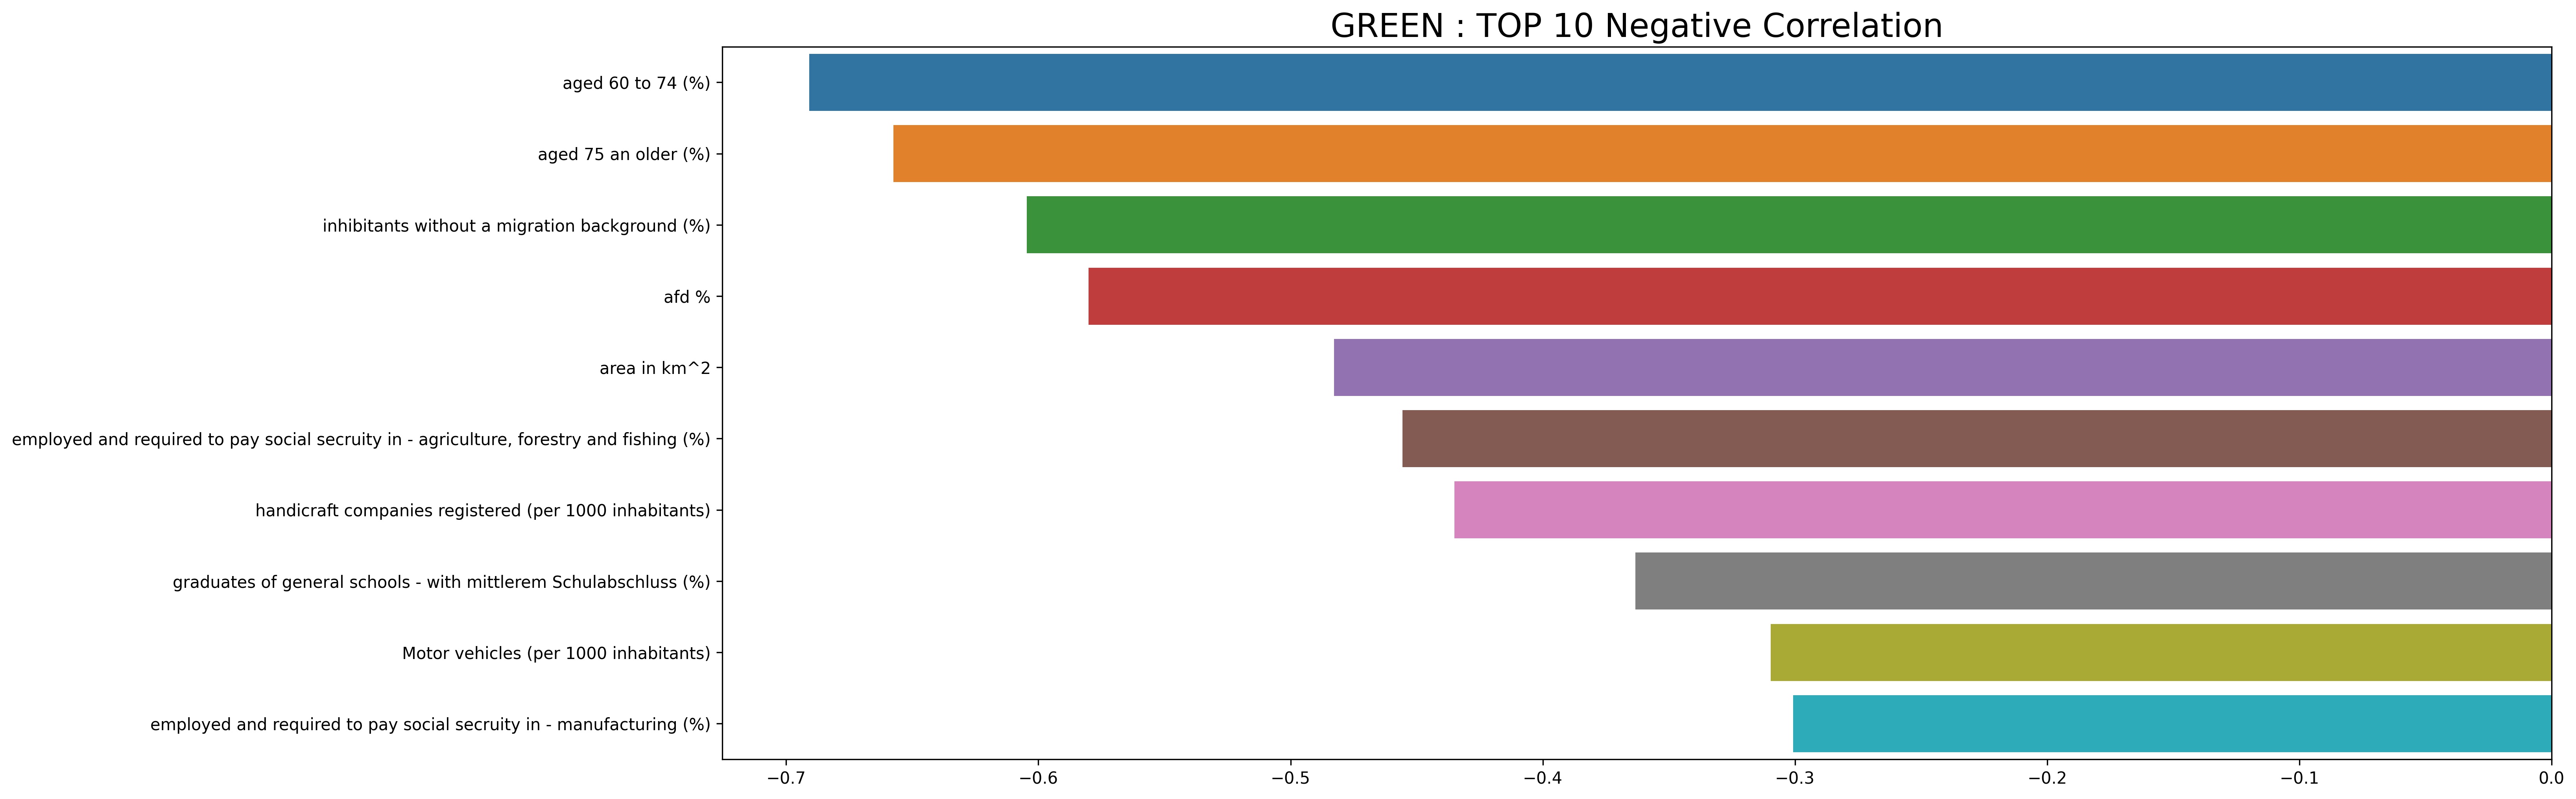 GREEN : TOP 10 Negative Correlation
aged 60 to 74 (%)
aged 75 an older (%)
inhibitants without a migration background (%)
afd %
area in km^2
employed and required to pay social secruity in - agriculture, forestry and fishing (%)
handicraft companies registered (per 1000 inhabitants)
graduates of general schools - with mittlerem Schulabschluss (%)
Motor vehicles (per 1000 inhabitants)
employed and required to pay social secruity in - manufacturing (%)
−0.7 −0.6 −0.5 −0.4 −0.3 −0.2 −0.1 0.0